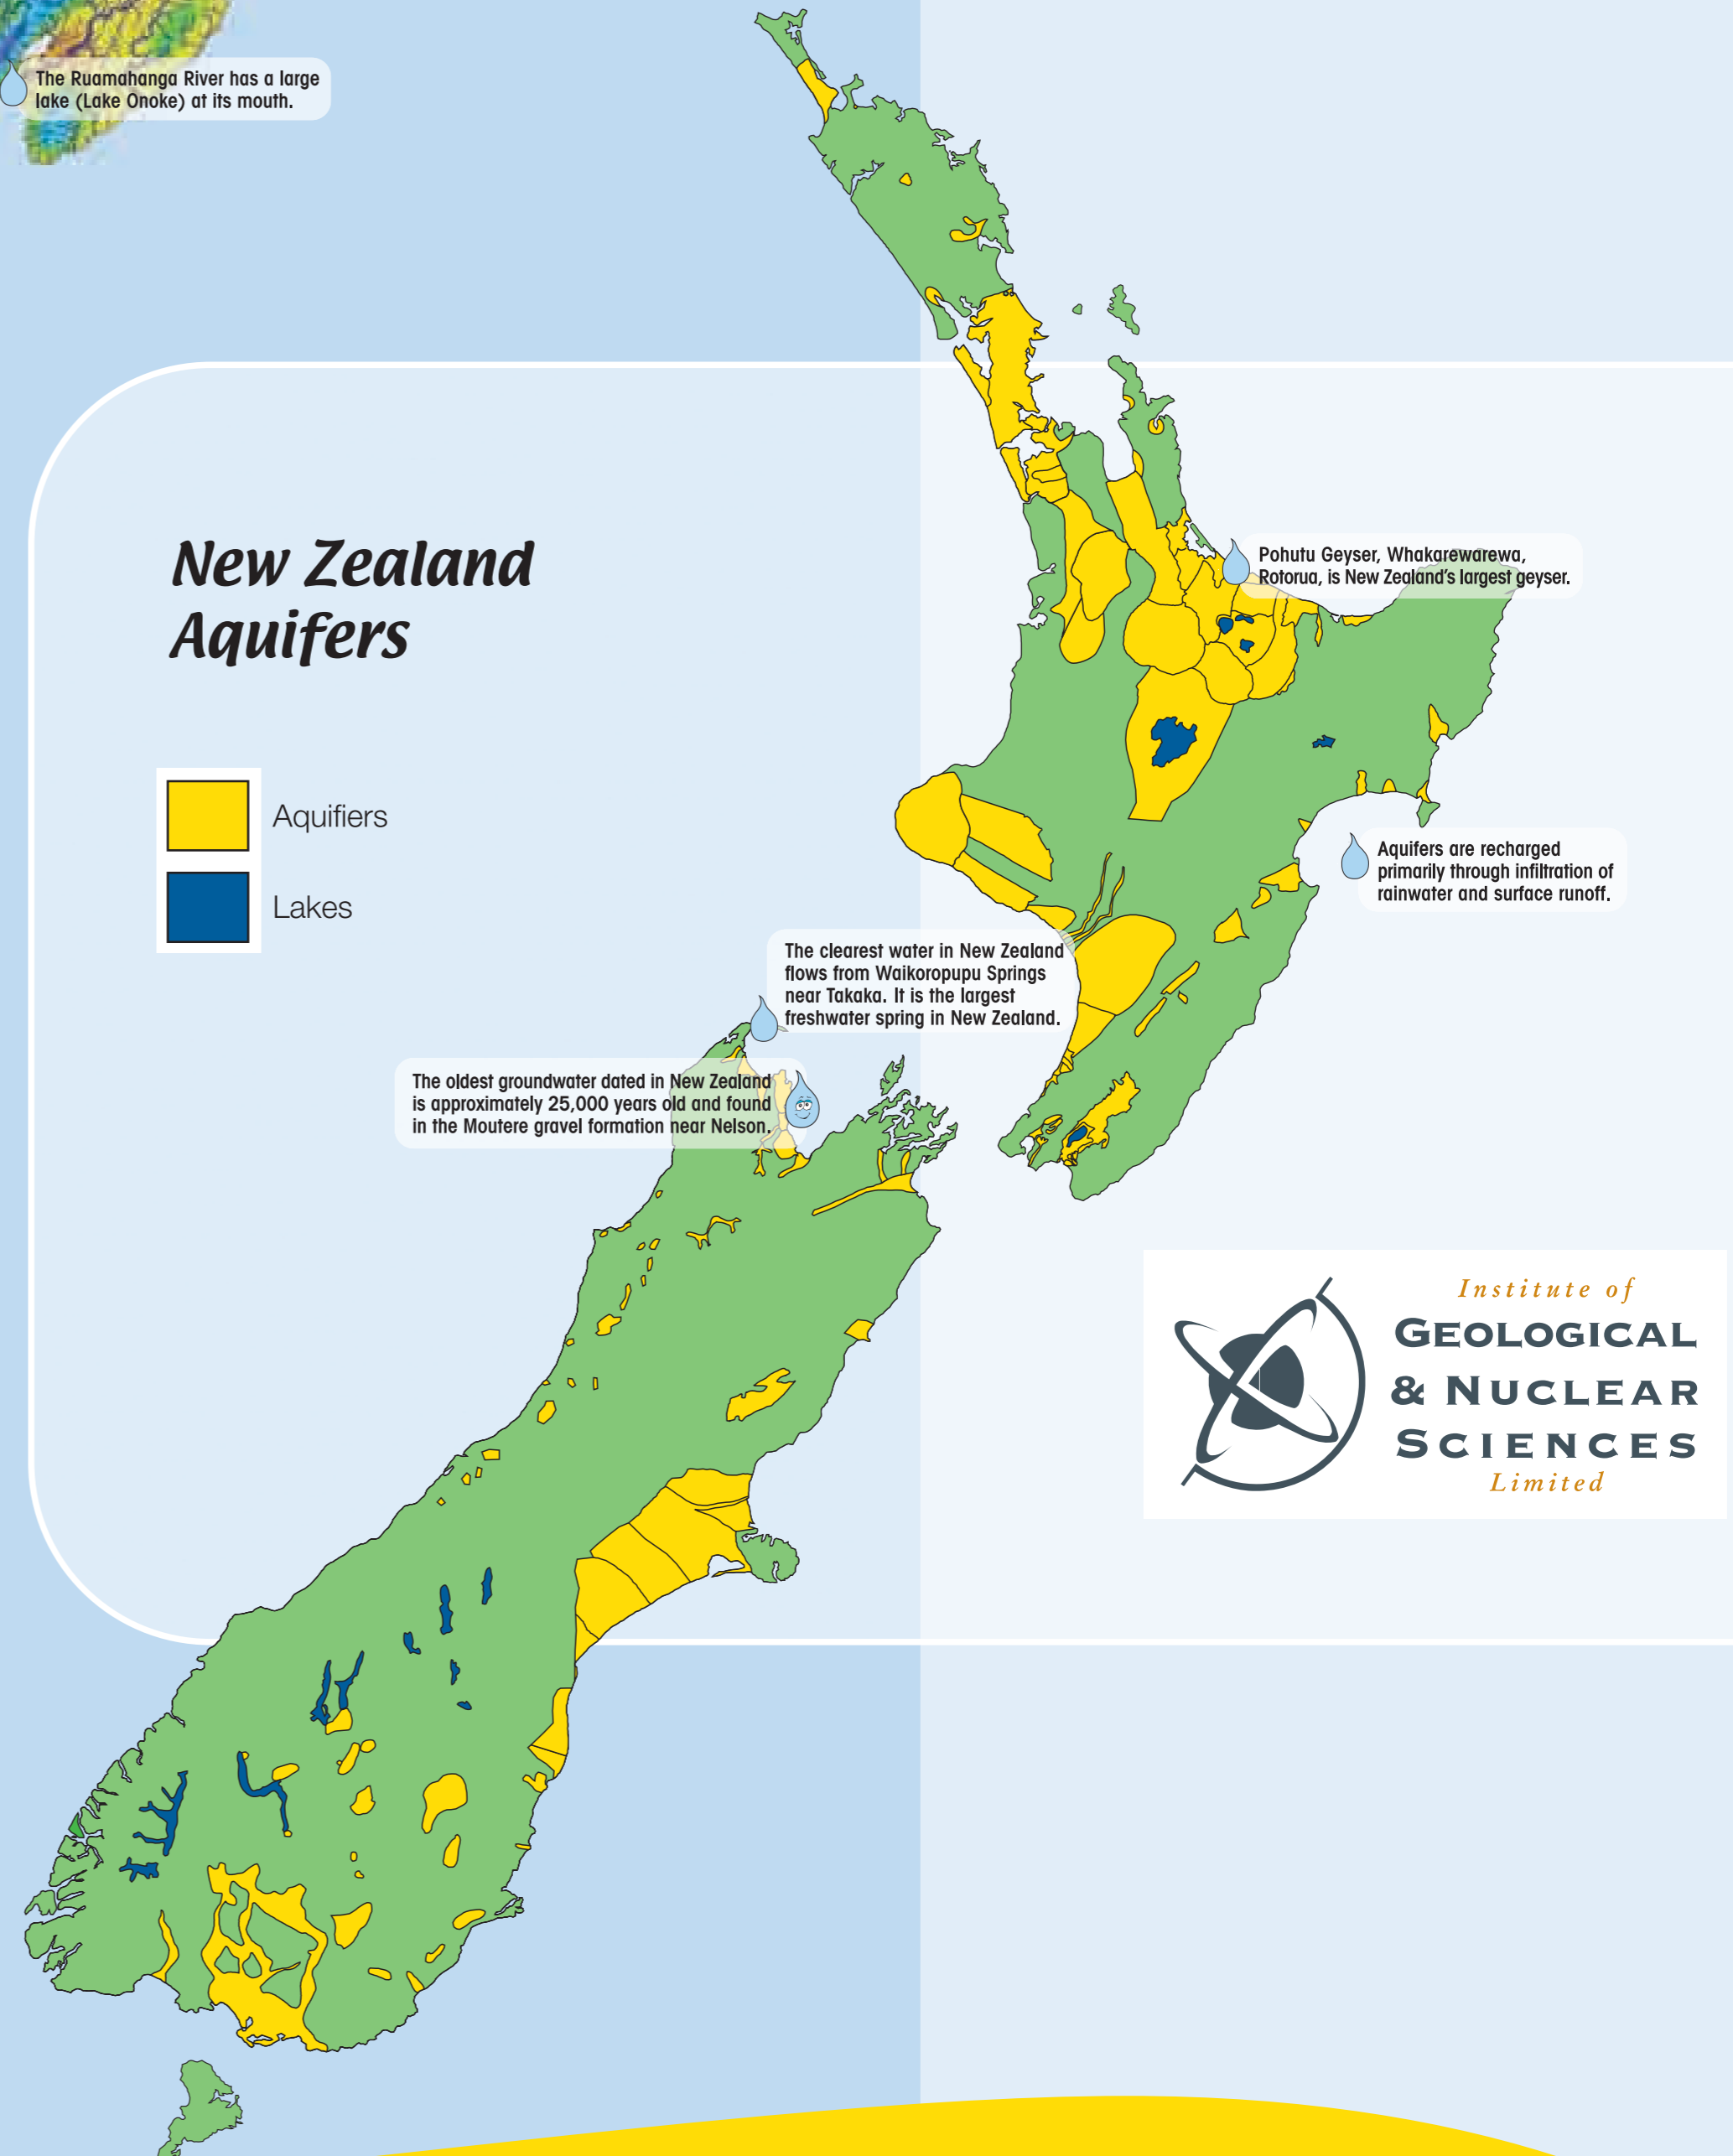 The Ruamahanga River has a large
lake (Lake Onoke) at its mouth.
New Zealand
Aquifers
Aquifiers
Lakes
Pohutu Geyser, Whakarewarewa,
Rotorua, is New Zealand's largest geyser.
Aquifers are recharged
primarily through infiltration of
rainwater and surface runoff.
The clearest water in New Zealand
flows from Waikoropupu Springs
near Takaka. It is the largest
freshwater spring in New Zealand.
The oldest groundwater dated in New Zealand
is approximately 25,000 years old and found
in the Moutere gravel formation near Nelson.
Institute of
GEOLOGICAL
& NUCLEAR
SCIENCES
Limited